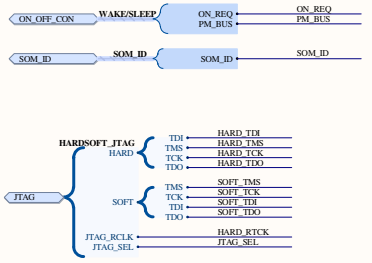 WAKE/SLEEP ON_REQ ON_REQ
ON_OFF_CON PM_BUS PM_BUS
SOM_ID SOM_ID
SOM_ID SOM_ID
HARDSOFT_JTAG TDI HARD_TDI
HARD TMS HARD_TMS
TCK HARD_TCK
TDO HARD_TDO
TMS SOFT_TMS
JTAG SOFT TCK SOFT_TCK
TDI SOFT_TDI
TDO SOFT_TDO
JTAG_RCLK HARD_RTCK
JTAG_SEL JTAG_SEL